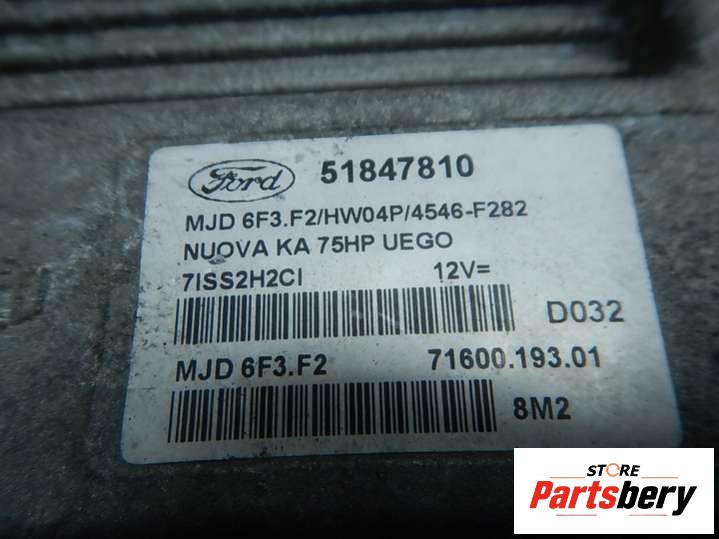 Ford 51847810
MJD 6F3.F2/HW04P/4546-F282
NUOVA KA 75HP UEGO
7ISS2H2CI 12V=
D032
MJD 6F3.F2 71600.193.01
8M2
STORE
Partsbery